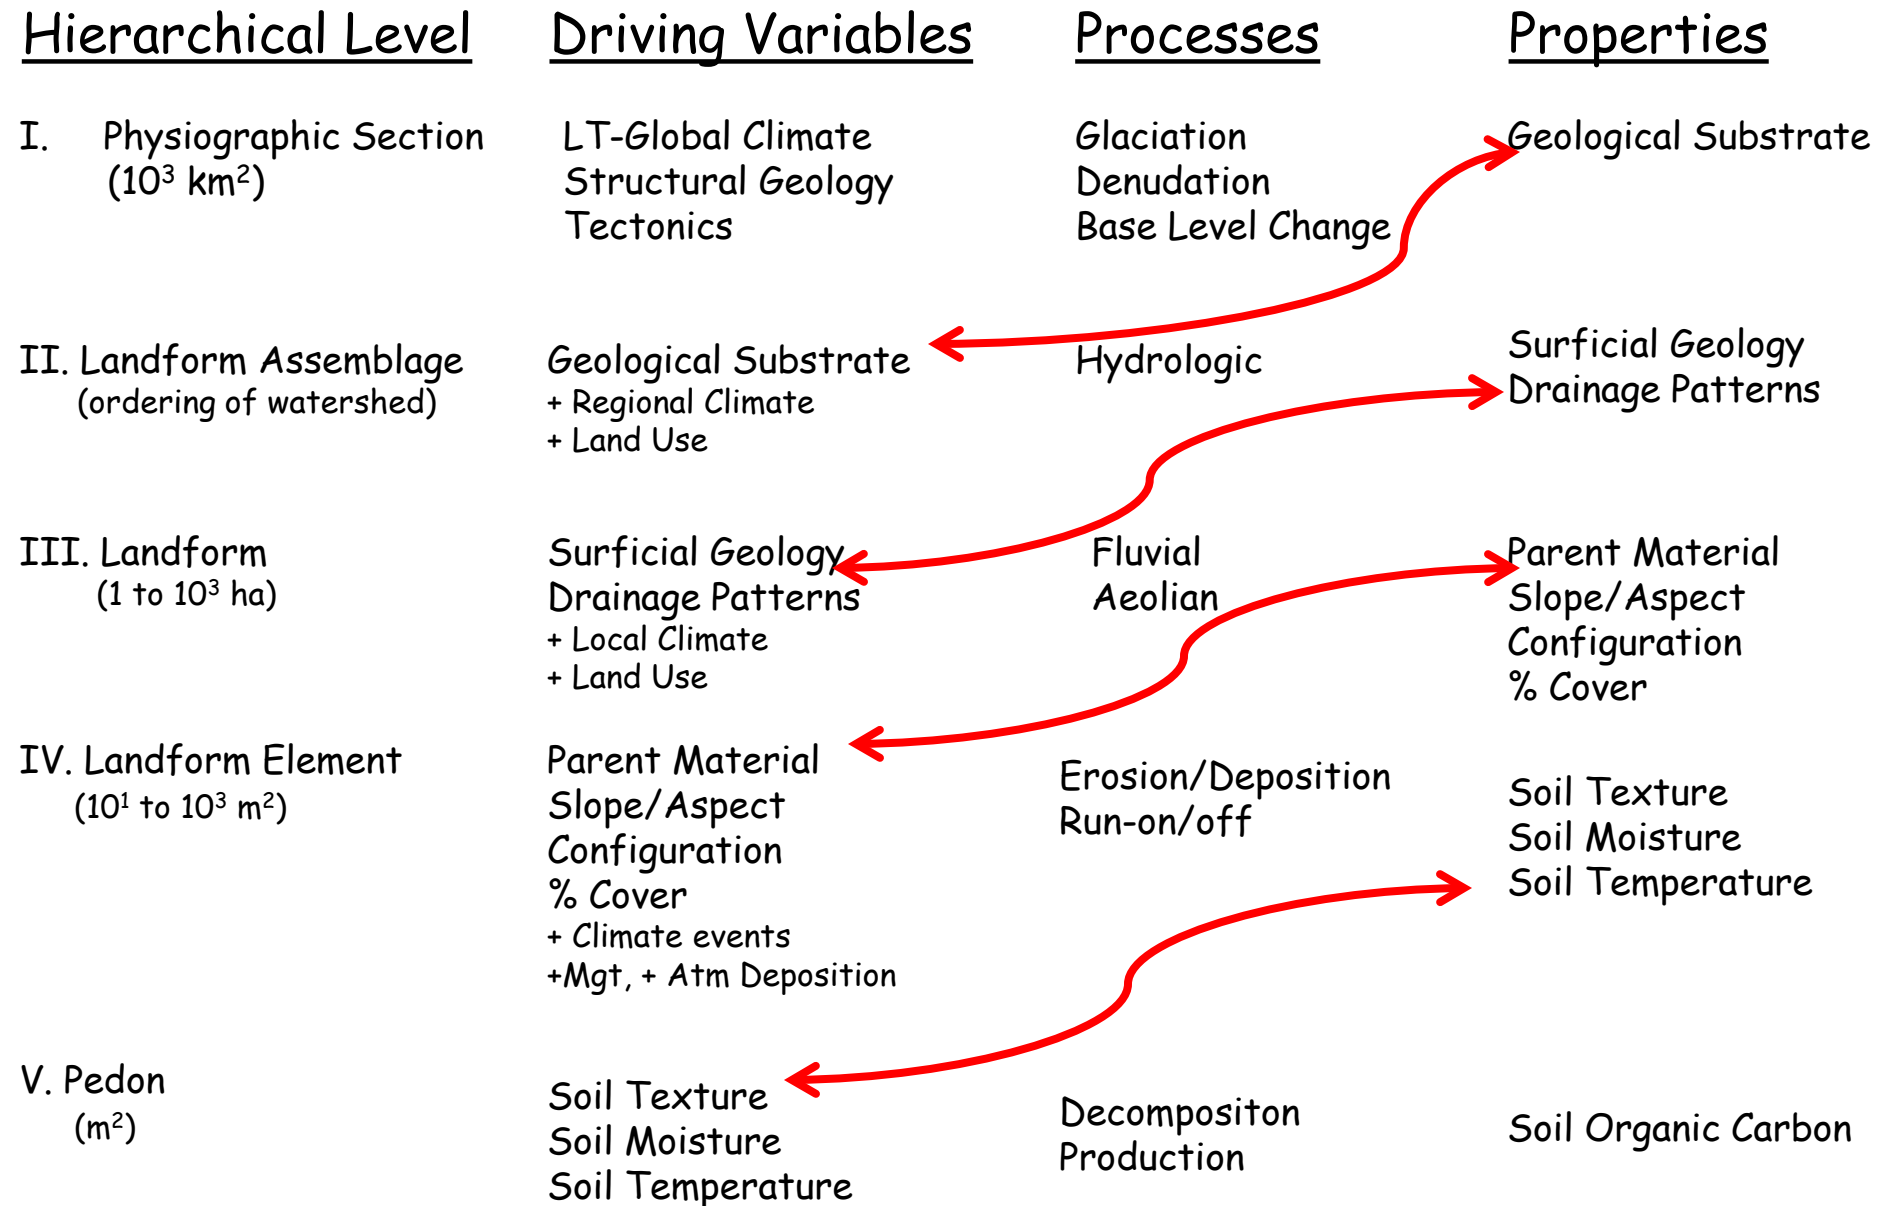 Hierarchical Level Driving Variables Processes Properties
I. Physiographic Section LT-Global Climate Glaciation Geological Substrate
(10³ km²) Structural Geology Denudation
Tectonics Base Level Change
II. Landform Assemblage Geological Substrate Hydrologic Surficial Geology
(ordering of watershed) + Regional Climate Drainage Patterns
+ Land Use
III. Landform Surficial Geology Fluvial Parent Material
(1 to 10³ ha) Drainage Patterns Aeolian Slope/Aspect
+ Local Climate Configuration
+ Land Use % Cover
IV. Landform Element Parent Material Erosion/Deposition Soil Texture
(10¹ to 10³ m²) Slope/Aspect Run-on/off Soil Moisture
Configuration Soil Temperature
% Cover
+ Climate events
+Mgt, + Atm Deposition
V. Pedon Soil Texture Decompositon Soil Organic Carbon
(m²) Soil Moisture Production
Soil Temperature